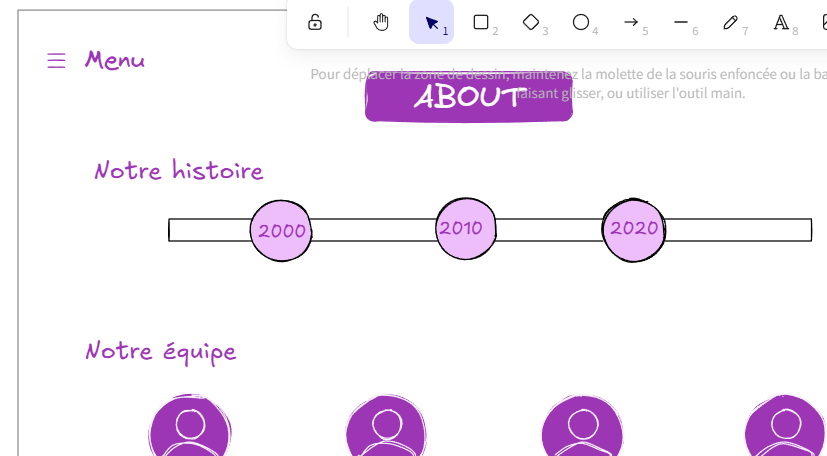 1 2 3 4 5 6 7 8
Menu
Pour déplacer la zone de dessin, maintenez la molette de la souris enfoncée ou la
faisant glisser, ou utiliser l'outil main.
ABOUT
Notre histoire
2000 2010 2020
Notre équipe